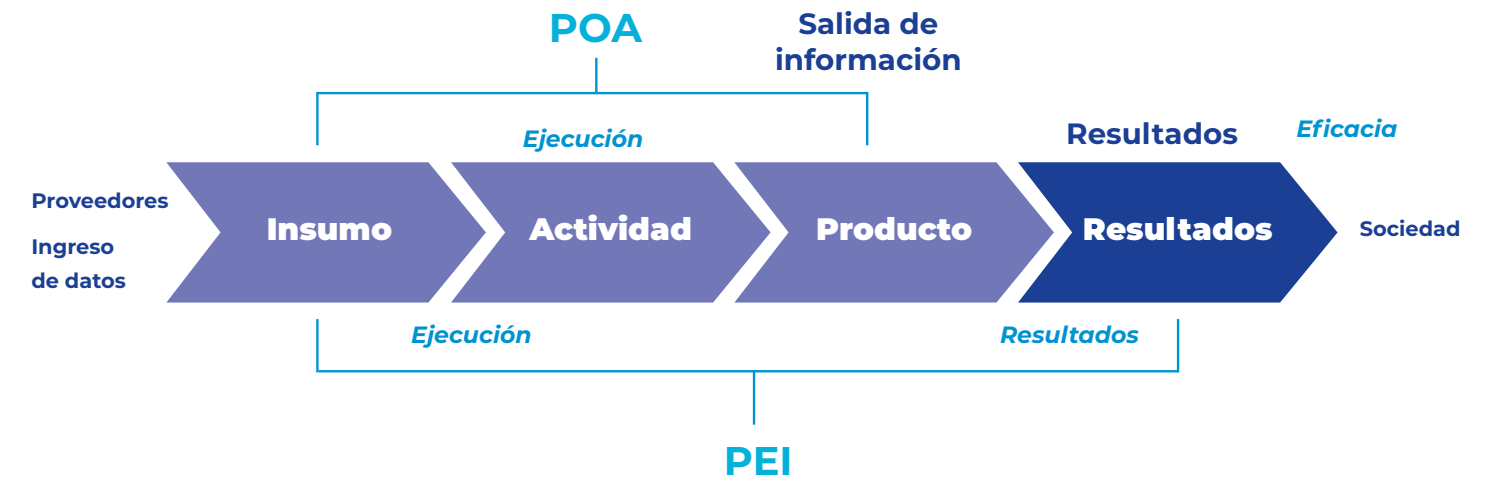 POA
Salida de
información
Ejecución
Resultados
Eficacia
Proveedores
Ingreso
de datos
Insumo
Actividad
Producto
Resultados
Sociedad
Ejecución
Resultados
PEI